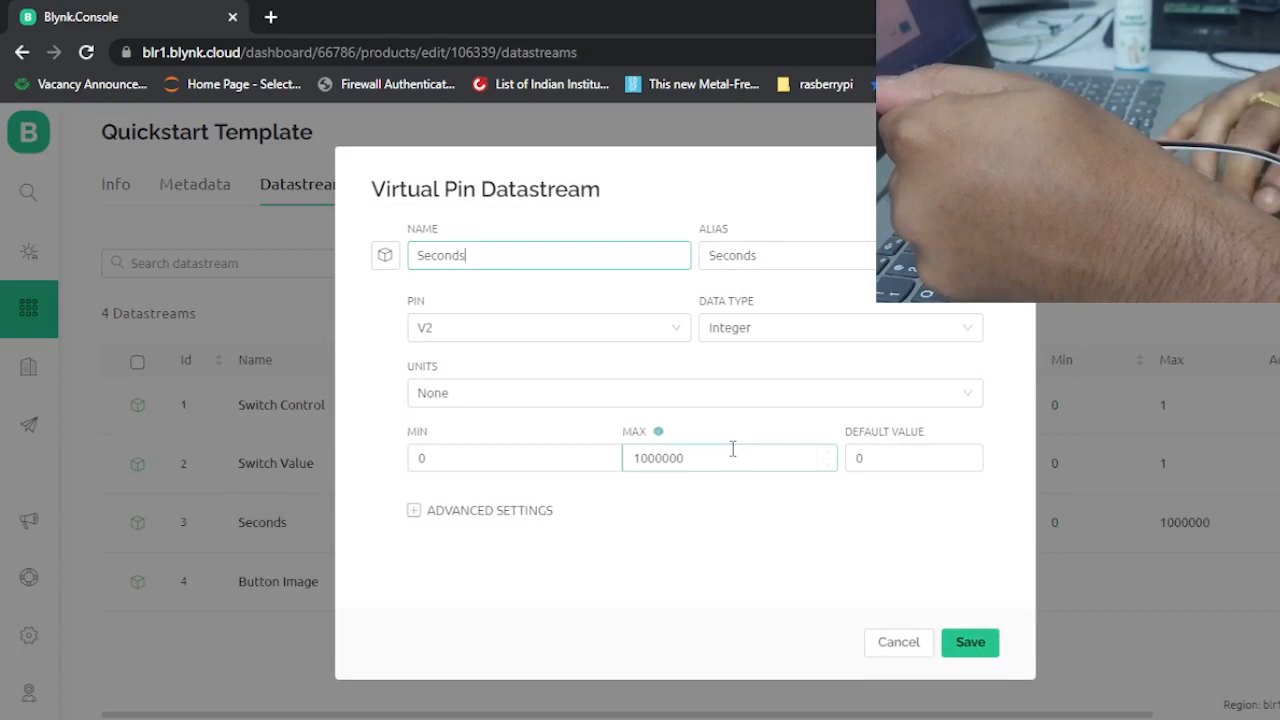 B Blynk.Console
blr1.blynk.cloud/dashboard/66786/products/edit/106339/datastreams
Vacancy Announce... Home Page - Select... Firewall Authenticat... List of Indian Institu... This new Metal-Free... rasberrypi
B
Quickstart Template
Info Metadata Datastrea
Search datastream
4 Datastreams
Id Name Min Max
1 Switch Control 0 1
2 Switch Value 0 1
3 Seconds 0 1000000
4 Button Image
Virtual Pin Datastream
NAME ALIAS
Seconds Seconds
PIN DATA TYPE
V2 Integer
UNITS
None
MIN MAX DEFAULT VALUE
0 1000000 0
ADVANCED SETTINGS
Cancel Save
Region: blr1